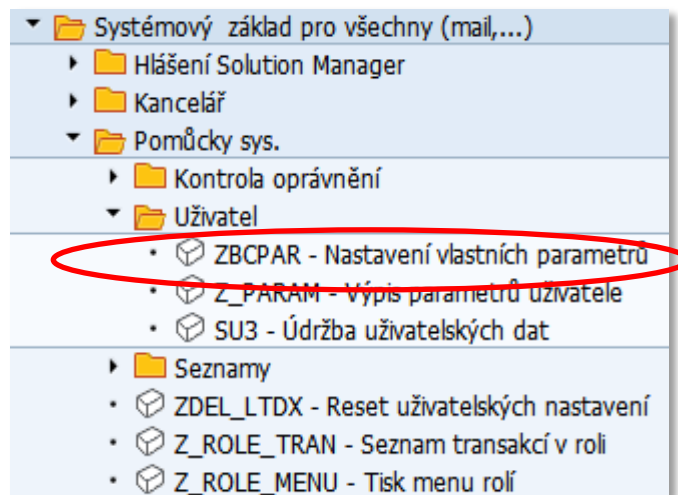 Systémový  základ pro všechny (mail,...)
Hlášení Solution Manager
Kancelář
Pomůcky sys.
Kontrola oprávnění
Uživatel
ZBCPAR - Nastavení vlastních parametrů
Z_PARAM - Výpis parametrů uživatele
SU3 - Údržba uživatelských dat
Seznamy
ZDEL_LTDX - Reset uživatelských nastavení
Z_ROLE_TRAN - Seznam transakcí v roli
Z_ROLE_MENU - Tisk menu rolí